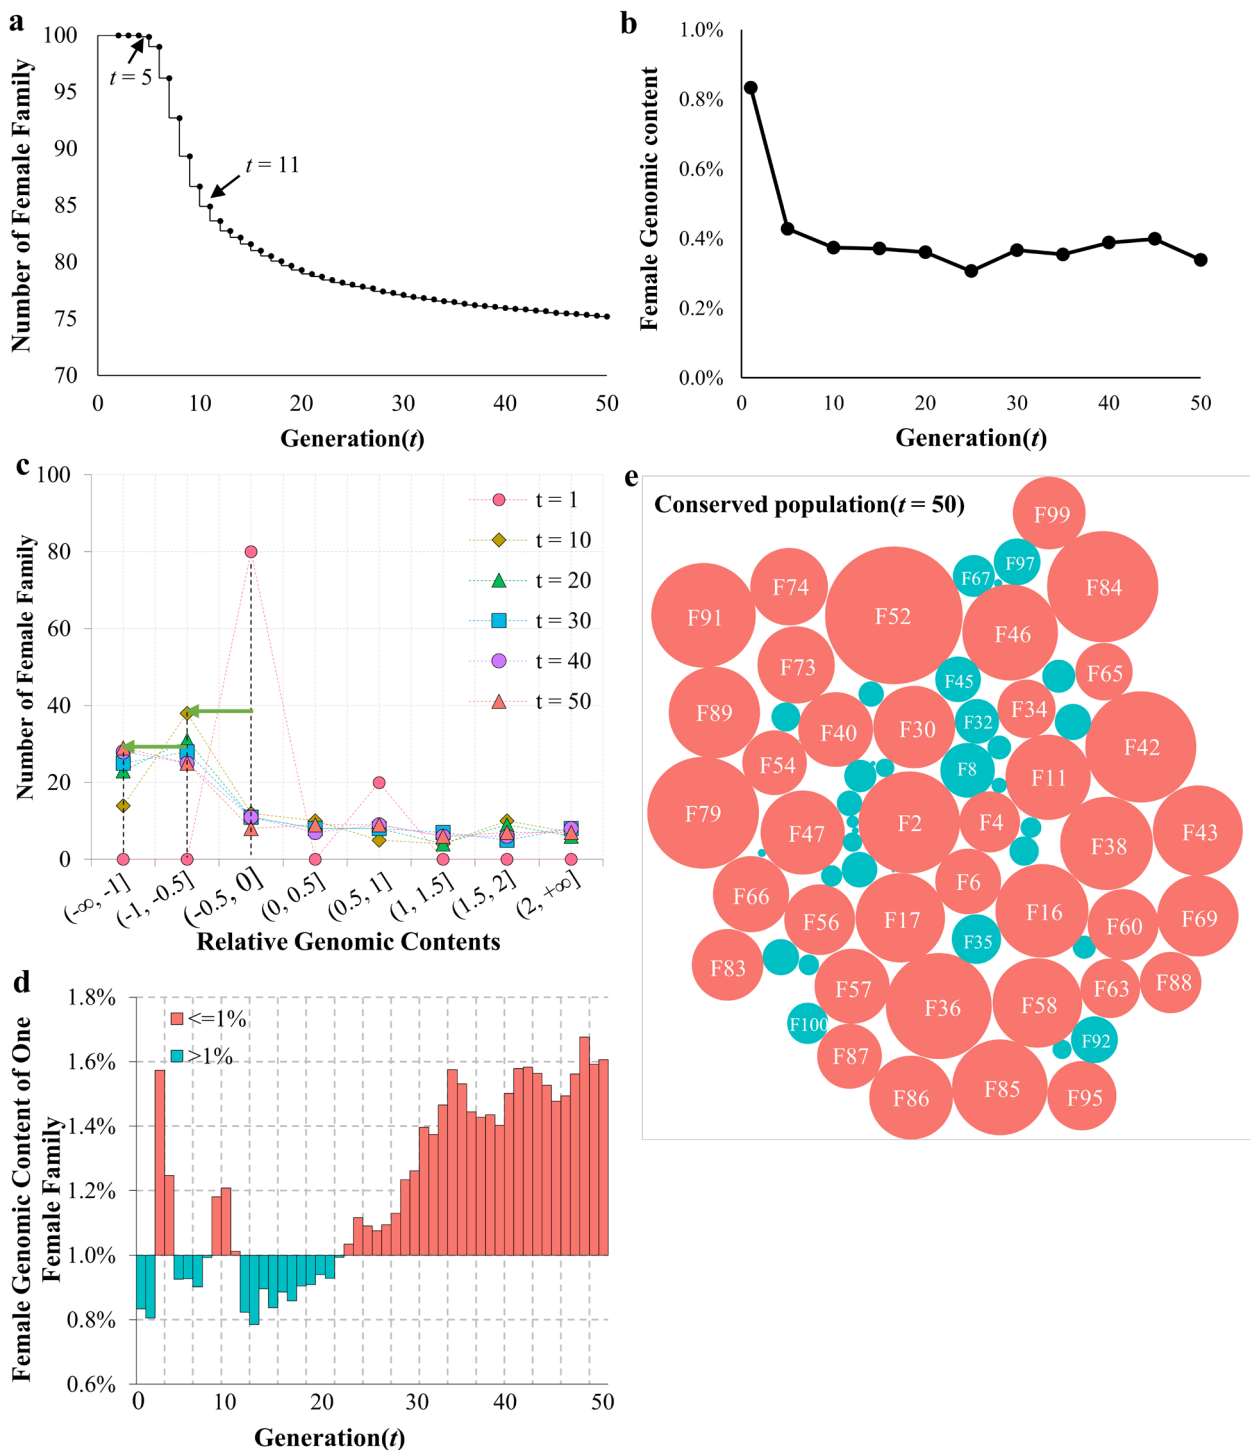 a
Number of Female Family
100
95
90
85
80
75
70
t = 5
t = 11
0
10
20
30
40
50
Generation(t)
b
Female Genomic content
1.0%
0.8%
0.6%
0.4%
0.2%
0.0%
0
10
20
30
40
50
Generation(t)
c
Number of Female Family
100
80
60
40
20
0
t = 1
t = 10
t = 20
t = 30
t = 40
t = 50
(-∞, -1]
(-1, -0.5]
(-0.5, 0]
(0, 0.5]
(0.5, 1]
(1, 1.5]
(1.5, 2]
(2, +∞]
Relative Genomic Contents
d
Female Genomic Content of One
Female Family
1.8%
1.6%
1.4%
1.2%
1.0%
0.8%
0.6%
<=1%
>1%
0
10
20
30
40
50
Generation(t)
e
Conserved population(t = 50)
F99
F67
F97
F74
F84
F91
F52
F46
F73
F45
F65
F89
F40
F30
F32
F34
F42
F54
F8
F11
F79
F47
F2
F4
F38
F43
F66
F6
F56
F17
F16
F60
F69
F35
F83
F57
F36
F58
F63
F88
F100
F87
F92
F86
F85
F95